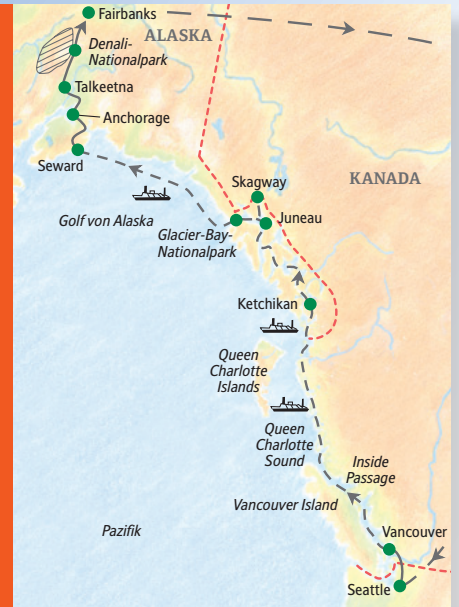 Fairbanks
ALASKA
Denali-
Nationalpark
Talkeetna
Anchorage
Seward
Skagway
KANADA
Golf von Alaska
Juneau
Glacier-Bay-
Nationalpark
Ketchikan
Queen
Charlotte
Islands
Queen
Charlotte
Sound
Inside
Passage
Vancouver Island
Pazifik
Vancouver
Seattle